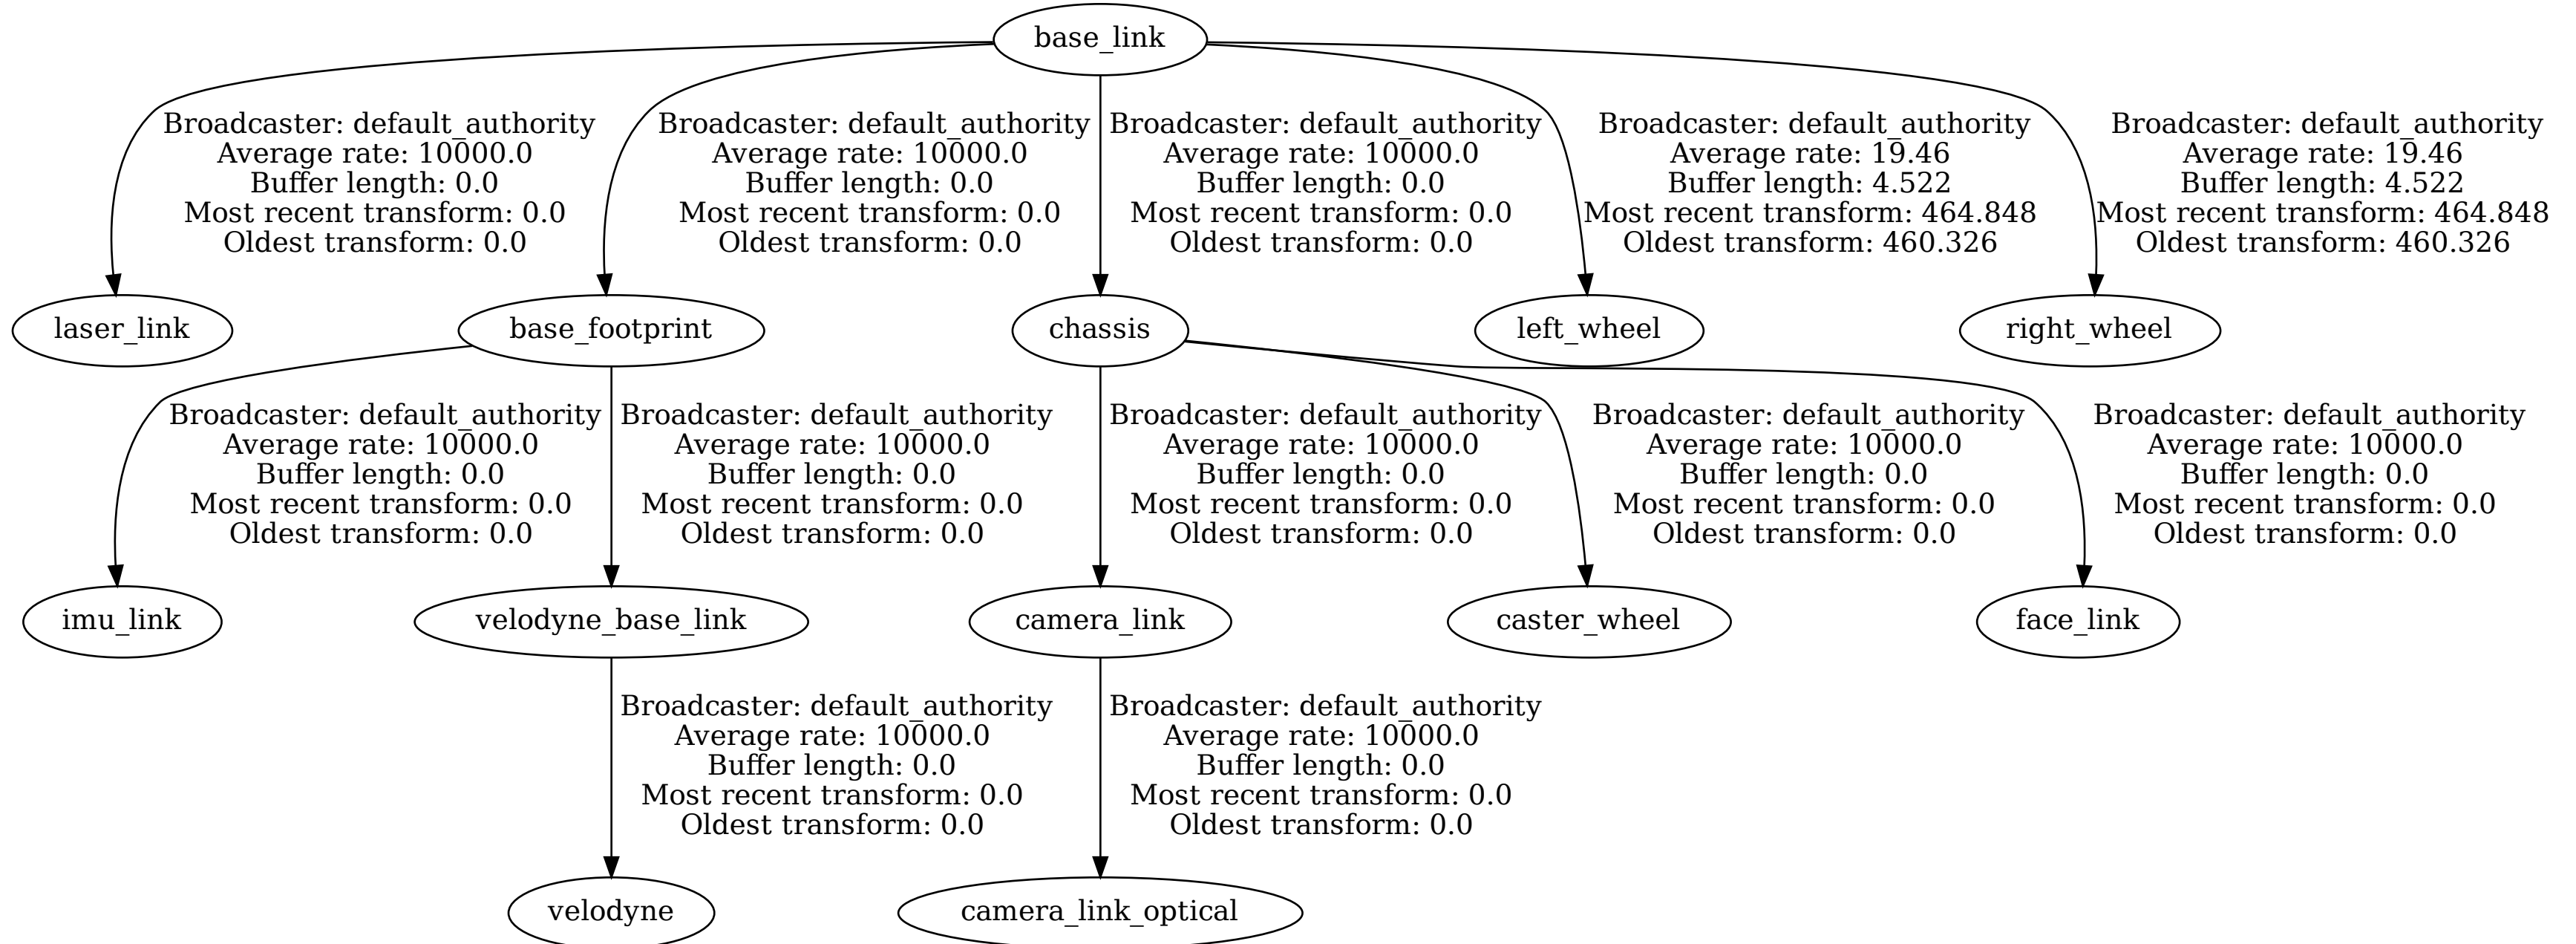 base_link
Broadcaster: default_authority
Average rate: 10000.0
Buffer length: 0.0
Most recent transform: 0.0
Oldest transform: 0.0
Broadcaster: default_authority
Average rate: 10000.0
Buffer length: 0.0
Most recent transform: 0.0
Oldest transform: 0.0
Broadcaster: default_authority
Average rate: 10000.0
Buffer length: 0.0
Most recent transform: 0.0
Oldest transform: 0.0
Broadcaster: default_authority
Average rate: 19.46
Buffer length: 4.522
Most recent transform: 464.848
Oldest transform: 460.326
Broadcaster: default_authority
Average rate: 19.46
Buffer length: 4.522
Most recent transform: 464.848
Oldest transform: 460.326
laser_link
base_footprint
chassis
left_wheel
right_wheel
Broadcaster: default_authority
Average rate: 10000.0
Buffer length: 0.0
Most recent transform: 0.0
Oldest transform: 0.0
Broadcaster: default_authority
Average rate: 10000.0
Buffer length: 0.0
Most recent transform: 0.0
Oldest transform: 0.0
Broadcaster: default_authority
Average rate: 10000.0
Buffer length: 0.0
Most recent transform: 0.0
Oldest transform: 0.0
Broadcaster: default_authority
Average rate: 10000.0
Buffer length: 0.0
Most recent transform: 0.0
Oldest transform: 0.0
Broadcaster: default_authority
Average rate: 10000.0
Buffer length: 0.0
Most recent transform: 0.0
Oldest transform: 0.0
imu_link
velodyne_base_link
camera_link
caster_wheel
face_link
Broadcaster: default_authority
Average rate: 10000.0
Buffer length: 0.0
Most recent transform: 0.0
Oldest transform: 0.0
Broadcaster: default_authority
Average rate: 10000.0
Buffer length: 0.0
Most recent transform: 0.0
Oldest transform: 0.0
velodyne
camera_link_optical